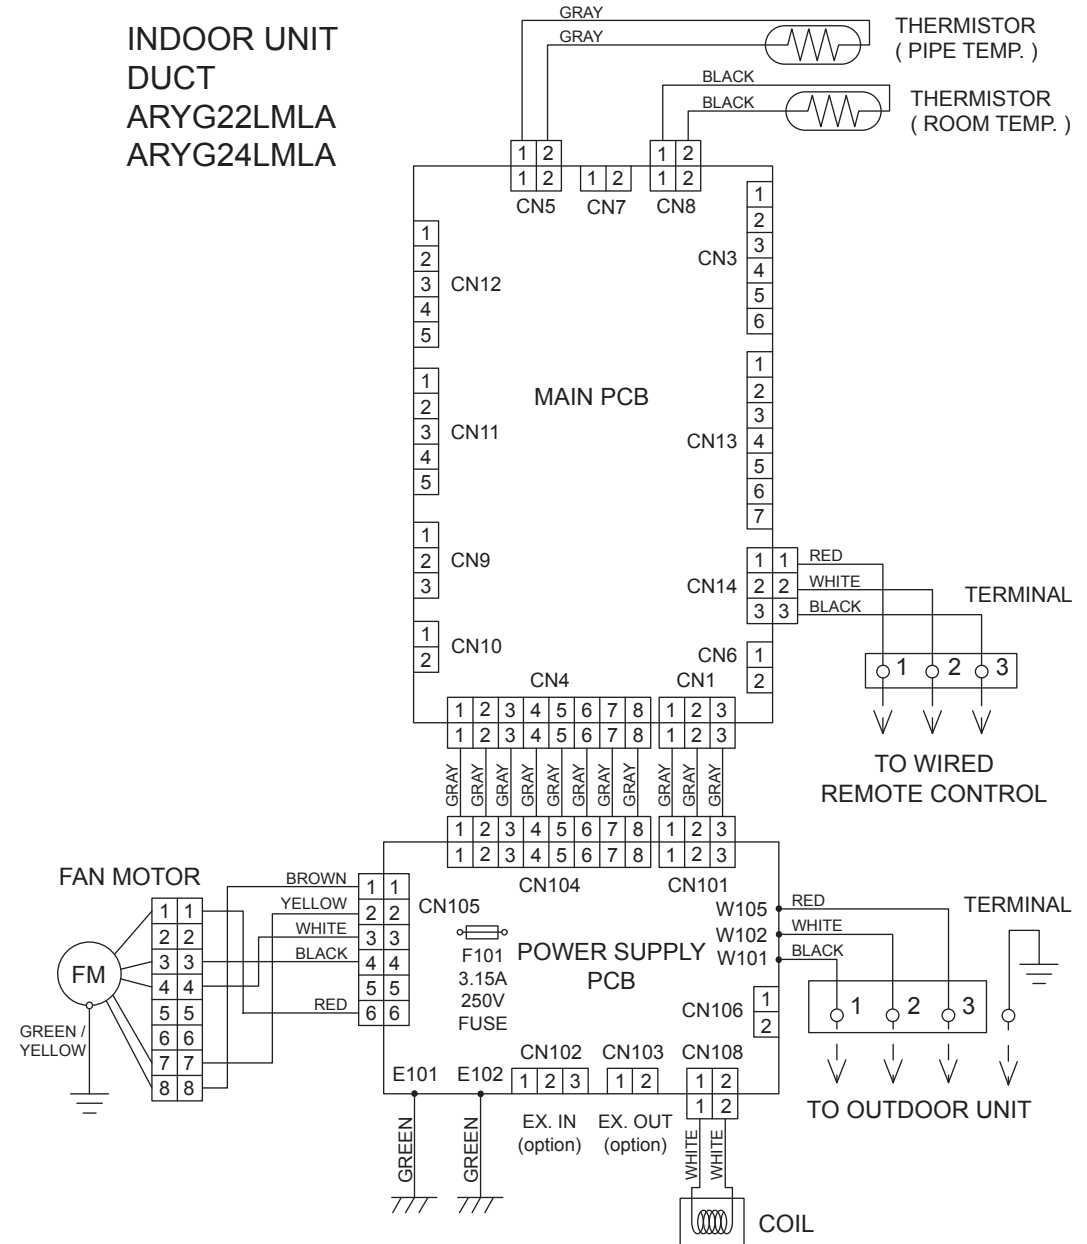 INDOOR UNIT
DUCT
ARYG22LMLA
ARYG24LMLA
GRAY
GRAY
THERMISTOR
( PIPE TEMP. )
BLACK
BLACK
THERMISTOR
( ROOM TEMP. )
1 2
1 2
CN5
1 2
CN7
1 2
1 2
CN8
1
2
3
4
5
6
CN3
1
2
3
4
5
CN12
1
2
3
4
5
CN11
MAIN PCB
1
2
3
4
5
6
7
CN13
1
2
3
CN9
1
2
CN10
CN14
1 1 RED
2 2 WHITE
3 3 BLACK
TERMINAL
1 2 3
TO WIRED
REMOTE CONTROL
CN6
1
2
CN4
1 2 3 4 5 6 7 8
1 2 3 4 5 6 7 8
CN1
1 2 3
1 2 3
GRAY GRAY GRAY GRAY GRAY GRAY GRAY GRAY
GRAY GRAY GRAY
1 2 3 4 5 6 7 8
1 2 3 4 5 6 7 8
CN104
1 2 3
1 2 3
CN101
FAN MOTOR
FM
GREEN /
YELLOW
1 1
2 2
3 3
4 4
5 5
6 6
7 7
8 8
BROWN
YELLOW
WHITE
BLACK
RED
1 1
2 2
3 3
4 4
5 5
6 6
CN105
F101
3.15A
250V
FUSE
POWER SUPPLY
PCB
W105 RED
W102 WHITE
W101 BLACK
TERMINAL
1 2 3
TO OUTDOOR UNIT
CN106
1
2
E101
E102
GREEN
GREEN
CN102
1 2 3
EX. IN
(option)
CN103
1 2
EX. OUT
(option)
CN108
1 2
1 2
WHITE
WHITE
COIL